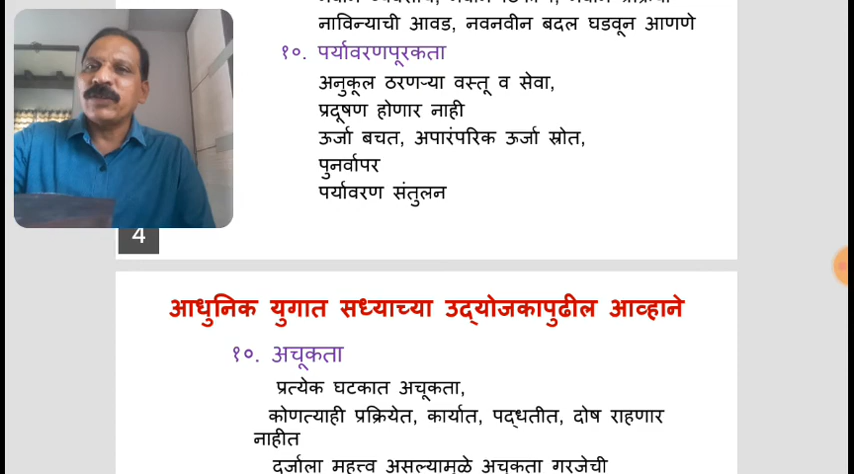 नाविन्याची आवड, नवनवीन बदल घडवून आणणे
१०. पर्यावरणपूरकता
अनुकूल ठरणऱ्या वस्तू व सेवा,
प्रदूषण होणार नाही
ऊर्जा बचत, अपारंपरिक ऊर्जा स्रोत,
पुनर्वापर
पर्यावरण संतुलन
4
आधुनिक युगात सध्याच्या उद्योजकापुढील आव्हाने
१०. अचूकता
प्रत्येक घटकात अचूकता,
कोणत्याही प्रक्रियेत, कार्यात, पद्धतीत, दोष राहणार
नाहीत
दर्जाला महत्त्व असल्यामुळे अचूकता गरजेची